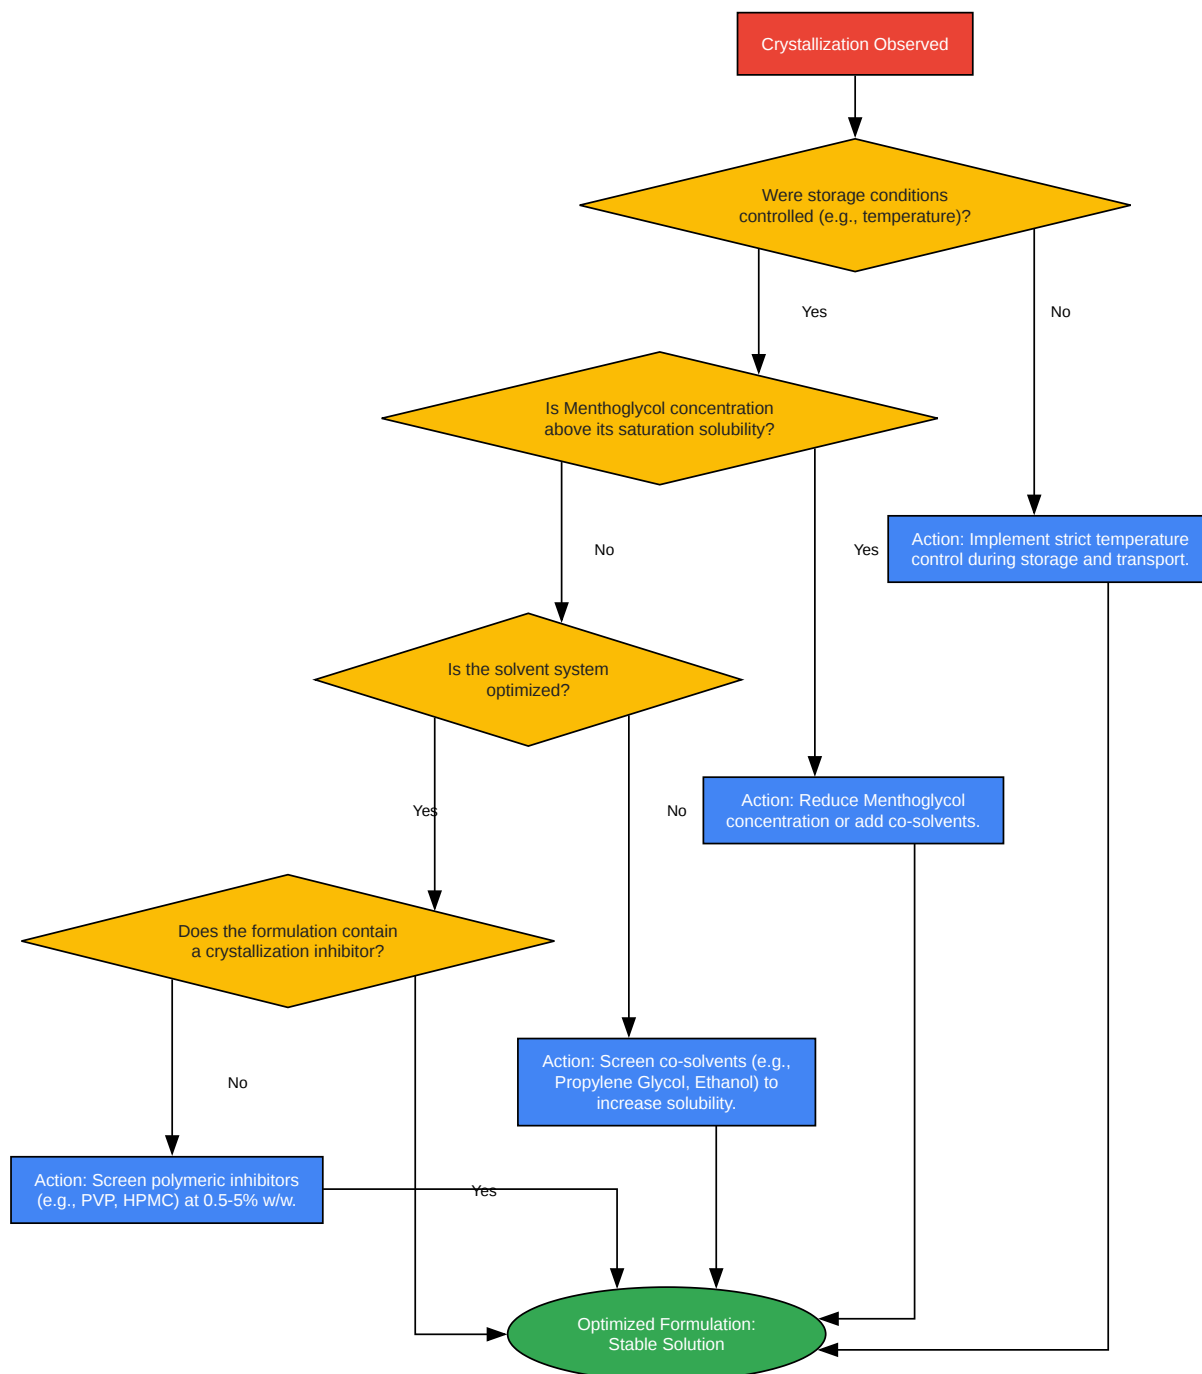 Crystallization Observed
Were storage conditions
controlled (e.g., temperature)?
Yes
No
Is Menthoglycol concentration
above its saturation solubility?
Action: Implement strict temperature
control during storage and transport.
No
Yes
Is the solvent system
optimized?
Action: Reduce Menthoglycol
concentration or add co-solvents.
Yes
No
Does the formulation contain
a crystallization inhibitor?
Action: Screen co-solvents (e.g.,
Propylene Glycol, Ethanol) to
increase solubility.
No
Action: Screen polymeric inhibitors
(e.g., PVP, HPMC) at 0.5-5% w/w.
Yes
Optimized Formulation:
Stable Solution